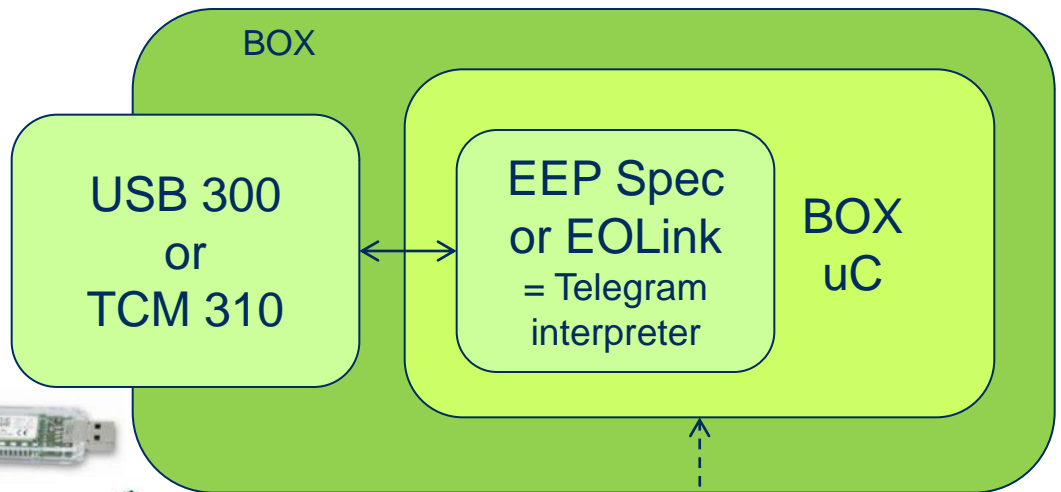 BOX
USB 300
or
TCM 310
EEP Spec
or EOLink
= Telegram
interpreter
BOX
uC